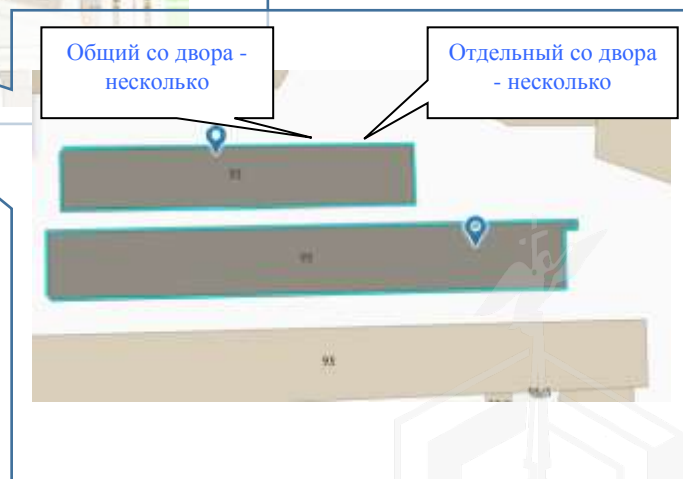 Общий со двора -
несколько
Отдельный со двора
- несколько
93